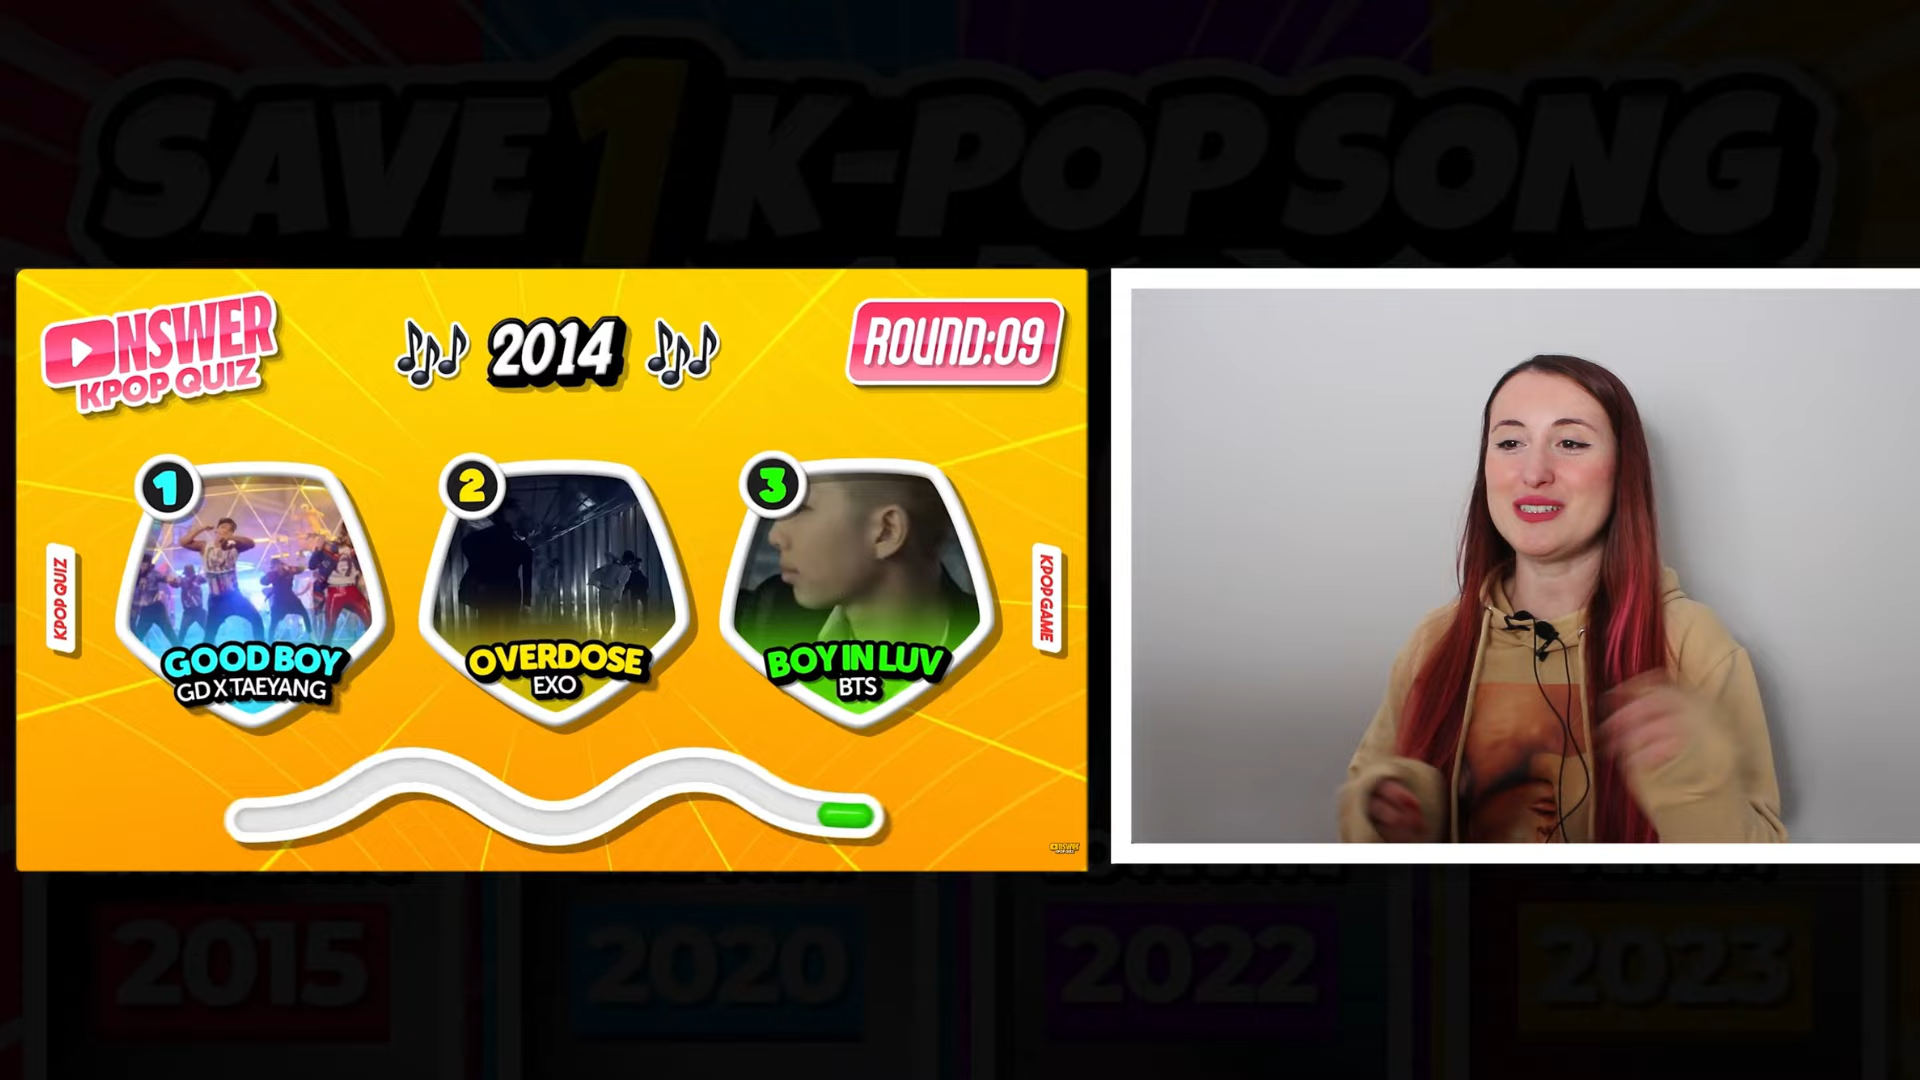 SAVE 1 K-POP SONG
ANSWER
KPOP QUIZ
2014
ROUND:09
1
2
3
KPOP QUIZ
KPOP GAME
GOOD BOY
GD X TAEYANG
OVERDOSE
EXO
BOY IN LUV
BTS
2015
2020
2022
2023